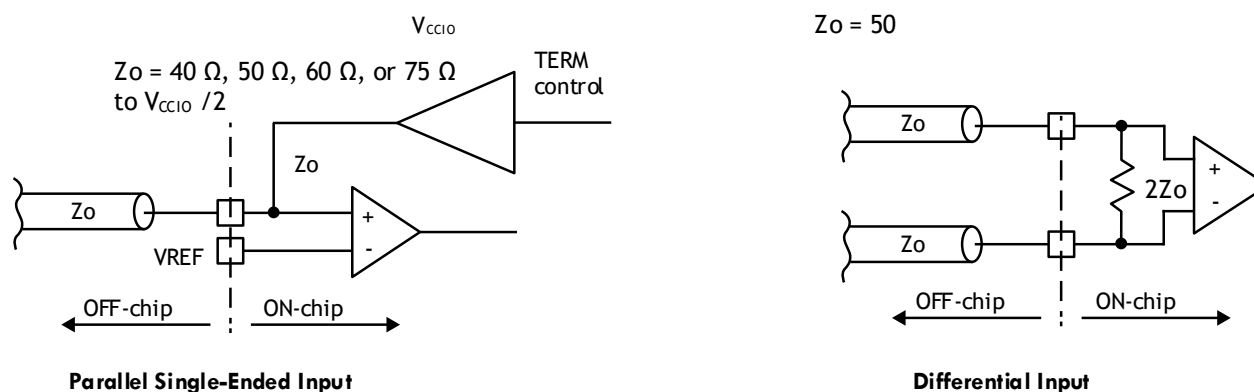 VCCIO
Zo = 40 Ω, 50 Ω, 60 Ω, or 75 Ω
to VCCIO /2
TERM
control
Zo
Zo
+
-
VREF
OFF-chip
ON-chip
Parallel Single-Ended Input
Zo = 50
Zo
Zo
2Zo
+
-
OFF-chip
ON-chip
Differential Input